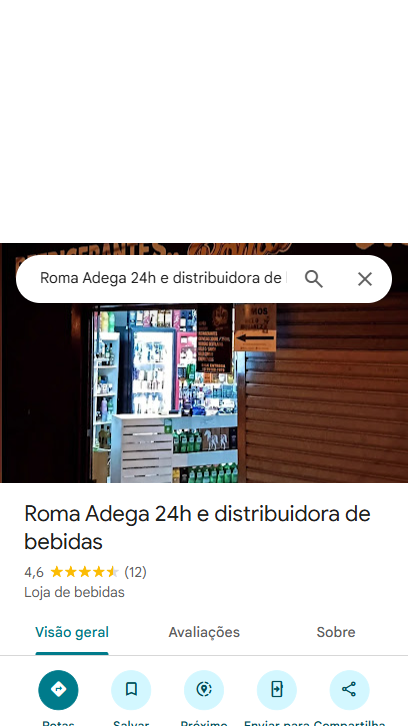 REFRIGERANTES
Roma Adega 24h e distribuidora de
Roma Adega 24h e distribuidora de
bebidas
4,6 (12)
Loja de bebidas
Visão geral
Avaliações
Sobre
Rotas
Salvar
Próximo
Enviar para
Compartilha